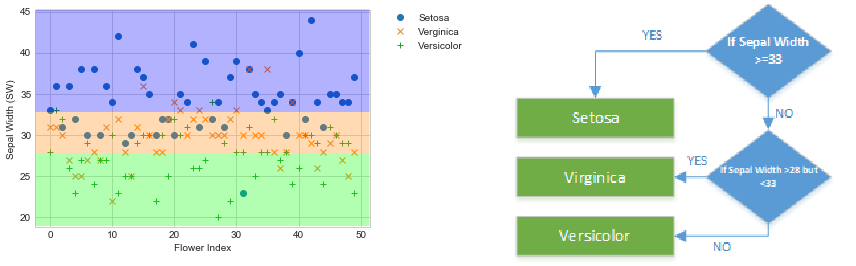 45
40
35
30
25
20
Sepal Width (SW)
0
10
20
30
40
50
Flower Index
Setosa
Verginica
Versicolor
YES
If Sepal Width
>=33
NO
Setosa
YES
If Sepal Width >28 but
<33
Virginica
Versicolor
NO